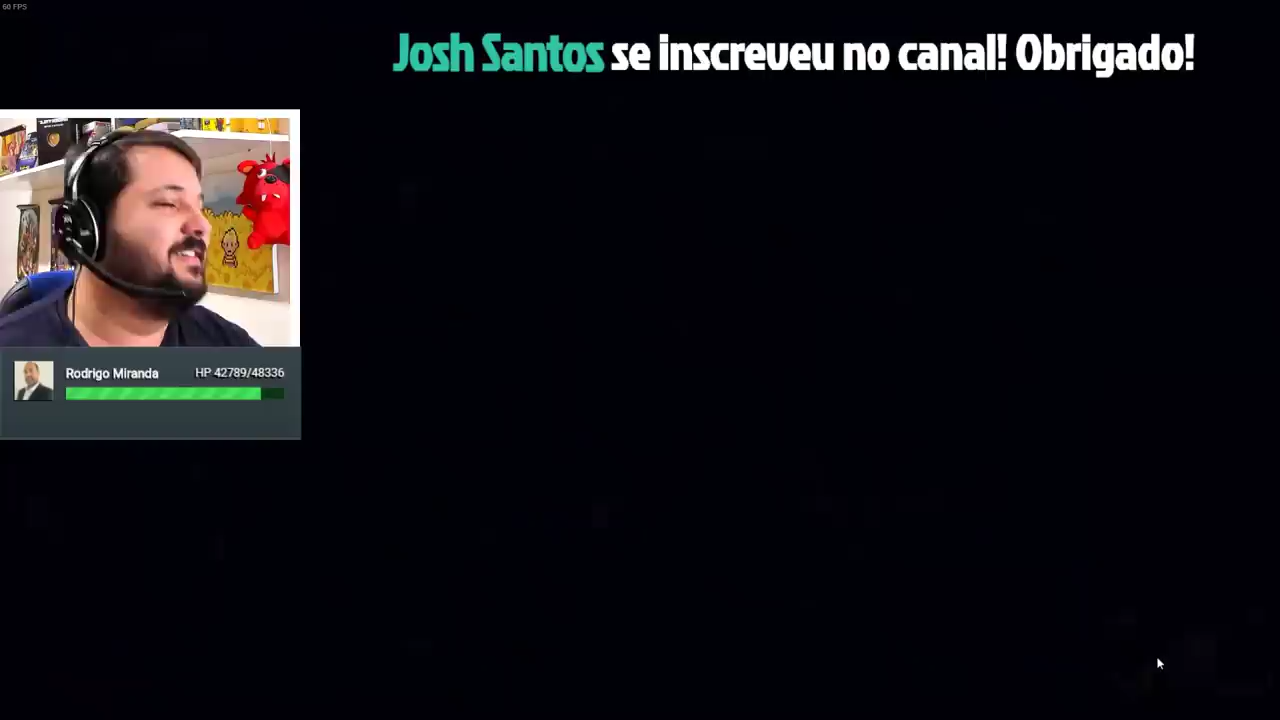 60 FPS
Josh Santos se inscreveu no canal! Obrigado!
Rodrigo Miranda HP 42789/48336